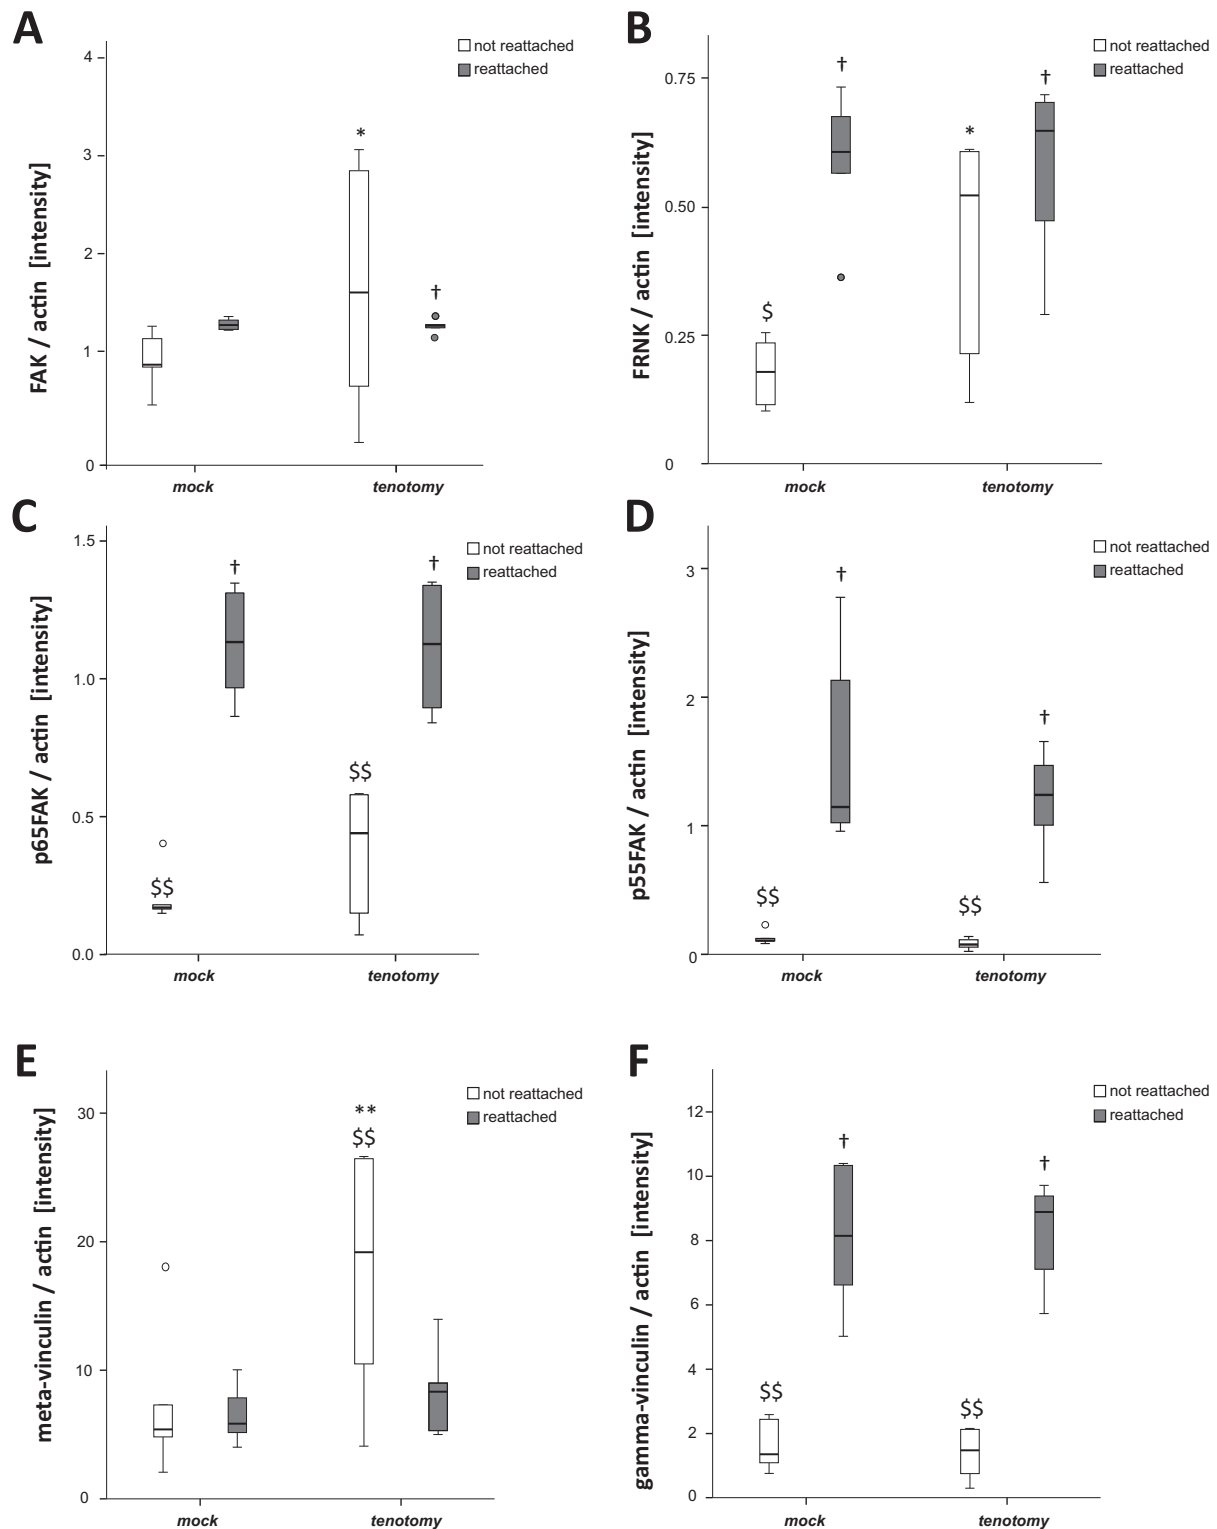 A
FAK / actin [intensity]
4
3
2
1
0
not reattached
reattached
*
†
mock
tenotomy
B
FRNK / actin [intensity]
0.75
0.50
0.25
0
not reattached
reattached
$
†
*
†
mock
tenotomy
C
p65FAK / actin [intensity]
1.5
1.0
0.5
0.0
not reattached
reattached
$$
†
$$
†
mock
tenotomy
D
p55FAK / actin [intensity]
3
2
1
0
not reattached
reattached
$$
†
$$
†
mock
tenotomy
E
meta-vinculin / actin [intensity]
30
20
10
0
not reattached
reattached
**
$$
mock
tenotomy
F
gamma-vinculin / actin [intensity]
12
10
8
6
4
2
0
not reattached
reattached
$$
†
$$
†
mock
tenotomy